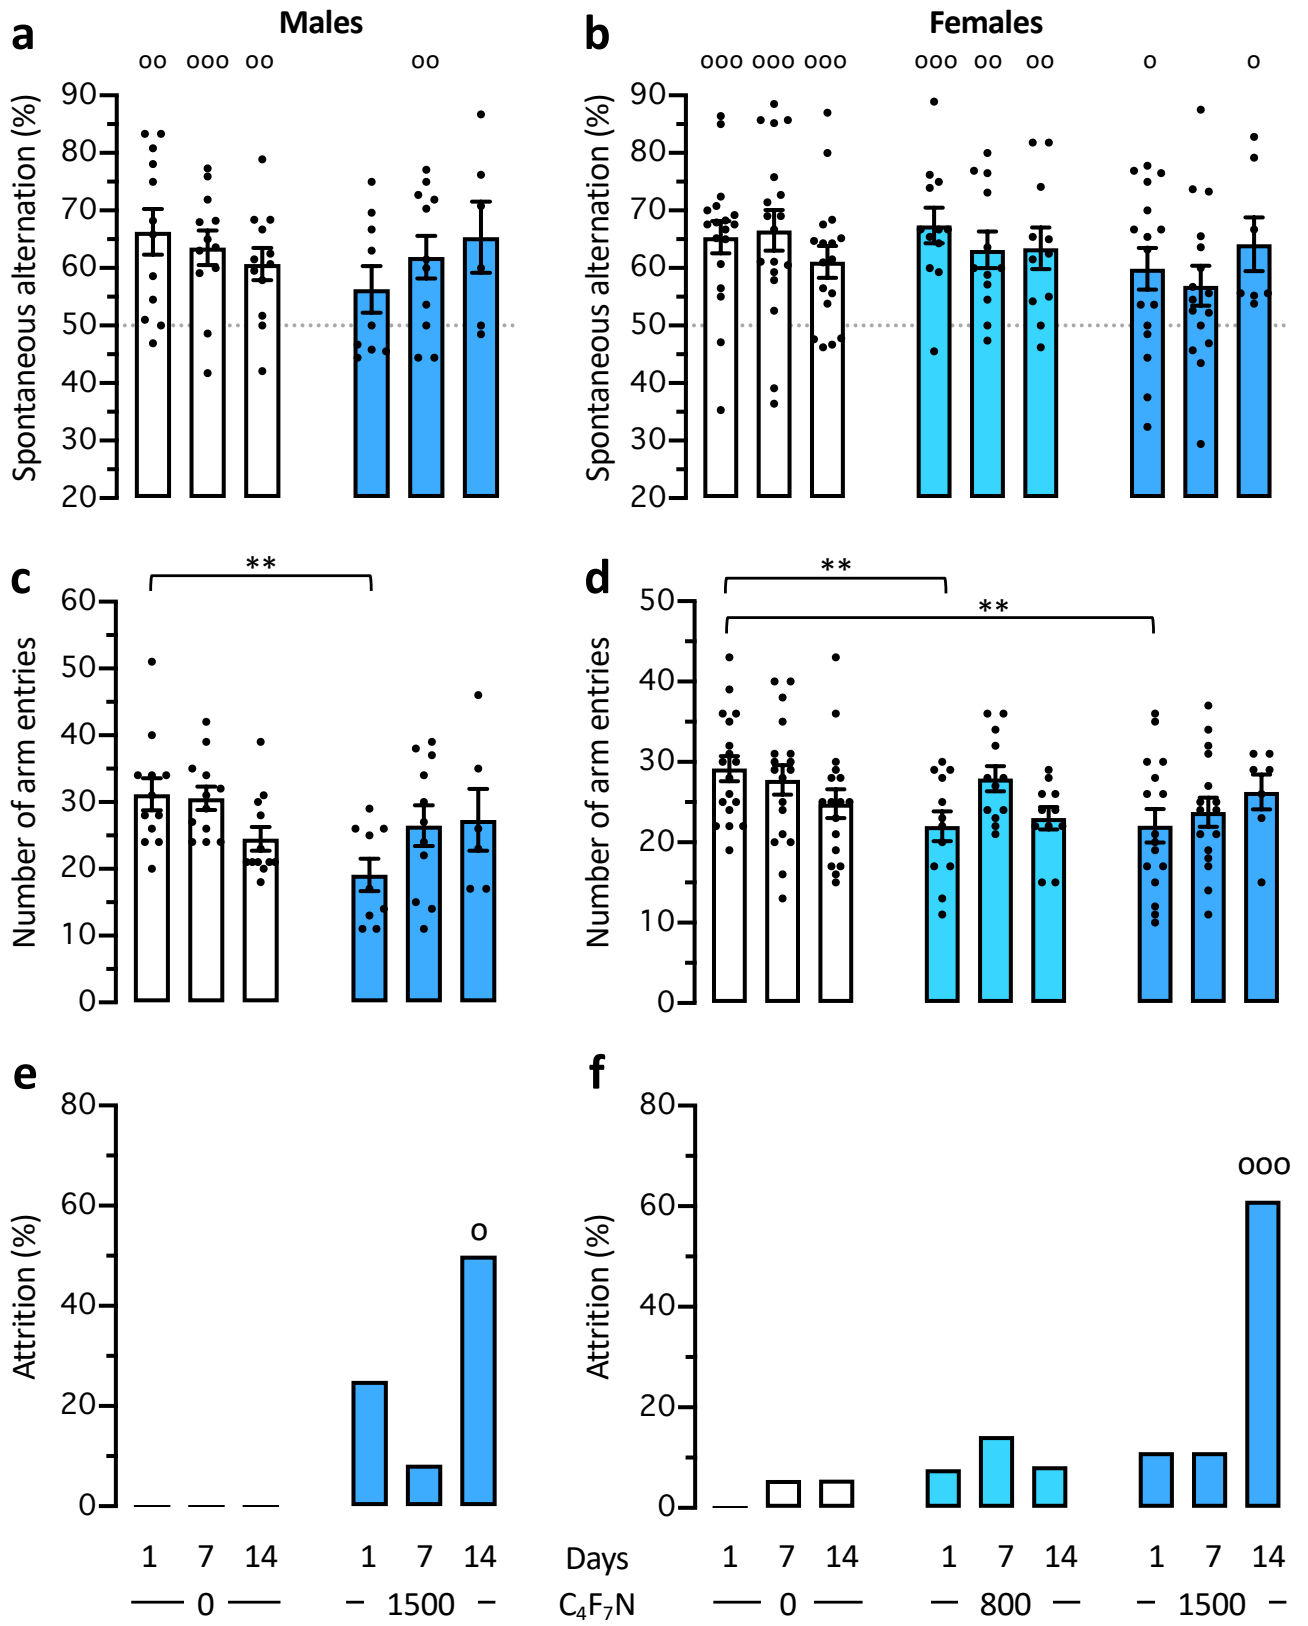 a Males b Females
oo ooo oo oo ooo ooo ooo ooo oo oo o o
Spontaneous alternation (%)
90
80
70
60
50
40
30
20
Spontaneous alternation (%)
90
80
70
60
50
40
30
20
c ** d ** **
Number of arm entries
60
50
40
30
20
10
0
Number of arm entries
50
40
30
20
10
0
e f
Attrition (%)
80
60
40
20
0
o
Attrition (%)
80
60
40
20
0
ooo
1 7 14 1 7 14 Days 1 7 14 1 7 14 1 7 14
0 1500 C₄F₇N 0 800 1500